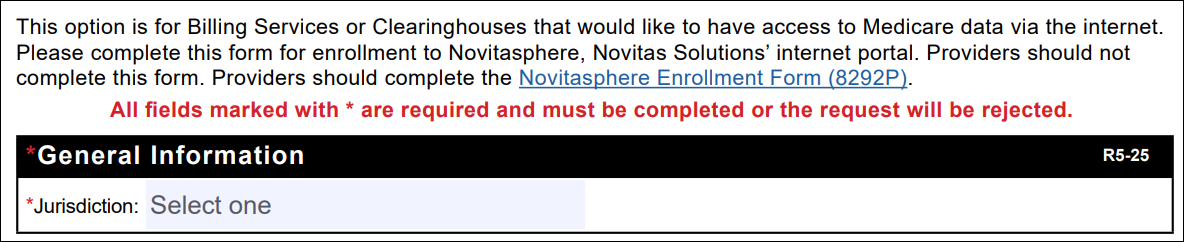 This option is for Billing Services or Clearinghouses that would like to have access to Medicare data via the internet.
Please complete this form for enrollment to Novitasphere, Novitas Solutions’ internet portal. Providers should not
complete this form. Providers should complete the Novitasphere Enrollment Form (8292P).
All fields marked with * are required and must be completed or the request will be rejected.
*General Information R5-25
*Jurisdiction: Select one